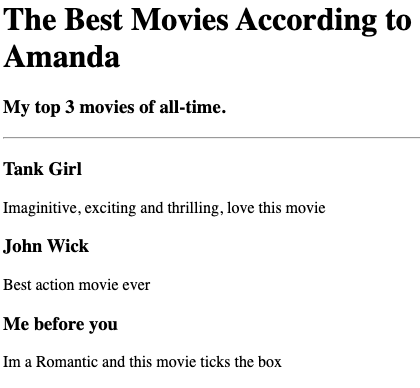 The Best Movies According to
Amanda
My top 3 movies of all-time.
Tank Girl
Imaginitive, exciting and thrilling, love this movie
John Wick
Best action movie ever
Me before you
Im a Romantic and this movie ticks the box